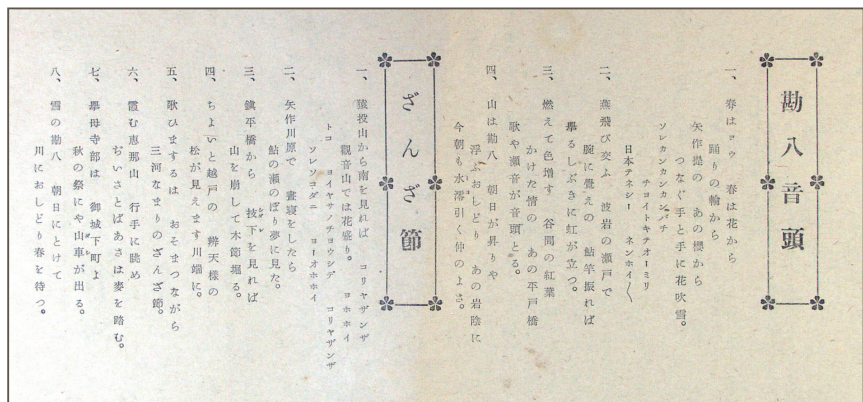 勘八音頭
一、春はヨウ　春は花から
踊りの輪から
矢作堤の　あの櫻から
つなぐ手と手に花吹雪。
ソレカンカンカンパチ
チョイトキテオーミリ
日本テネシー　ネンホイ〱
二、燕飛び交ふ　波岩の瀬戸で
腕に覺えの　鮎竿振れば
擧るしぶきに虹が立つ。
三、燃えて色增す　谷間の紅葉
かけた情の　あの平戸橋
歌や瀬音が音頭とる。
四、山は勘八　朝日が昇りや
浮ぶおしどり　あの岩陰に
今朝も水澪引く仲のよさ。
ざんざ節
一、猿投山から南を見れば　コリヤザンザ
觀音山では花盛り。　ヨホホイ
トコ　ヨイヤサノチヨウシデ　コリヤザンザ
ソレソコダニ　ヨーオホホイ
二、矢作川原で　晝寢をしたら
鮎の瀬のぼり夢に見た。
三、鎮平橋から　技下を見れば
山を崩して木節堀る。
四、ちよいと越戸の　辨天樣の
松が見えます川端に。
五、歌ひまするは　おそまつながら
三河なまりのざんざ節。
六、霞む惠那山　行手に眺め
ぢいさとばあさは麥を踏む。
七、擧母寺部は　御城下町よ
秋の祭にや山車が出る。
八、雪の勘八　朝日にとけて
川におしどり春を待つ。